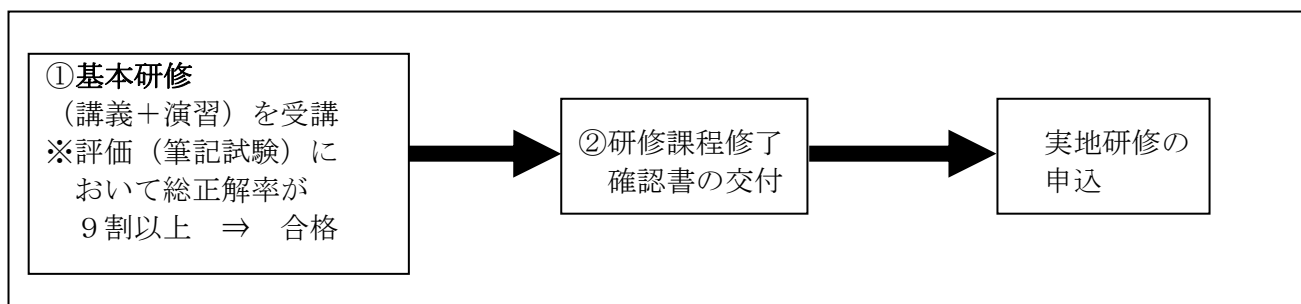 ①基本研修
(講義+演習)を受講
※評価(筆記試験)に
おいて総正解率が
9割以上 ⇒ 合格
②研修課程修了
確認書の交付
実地研修の
申込